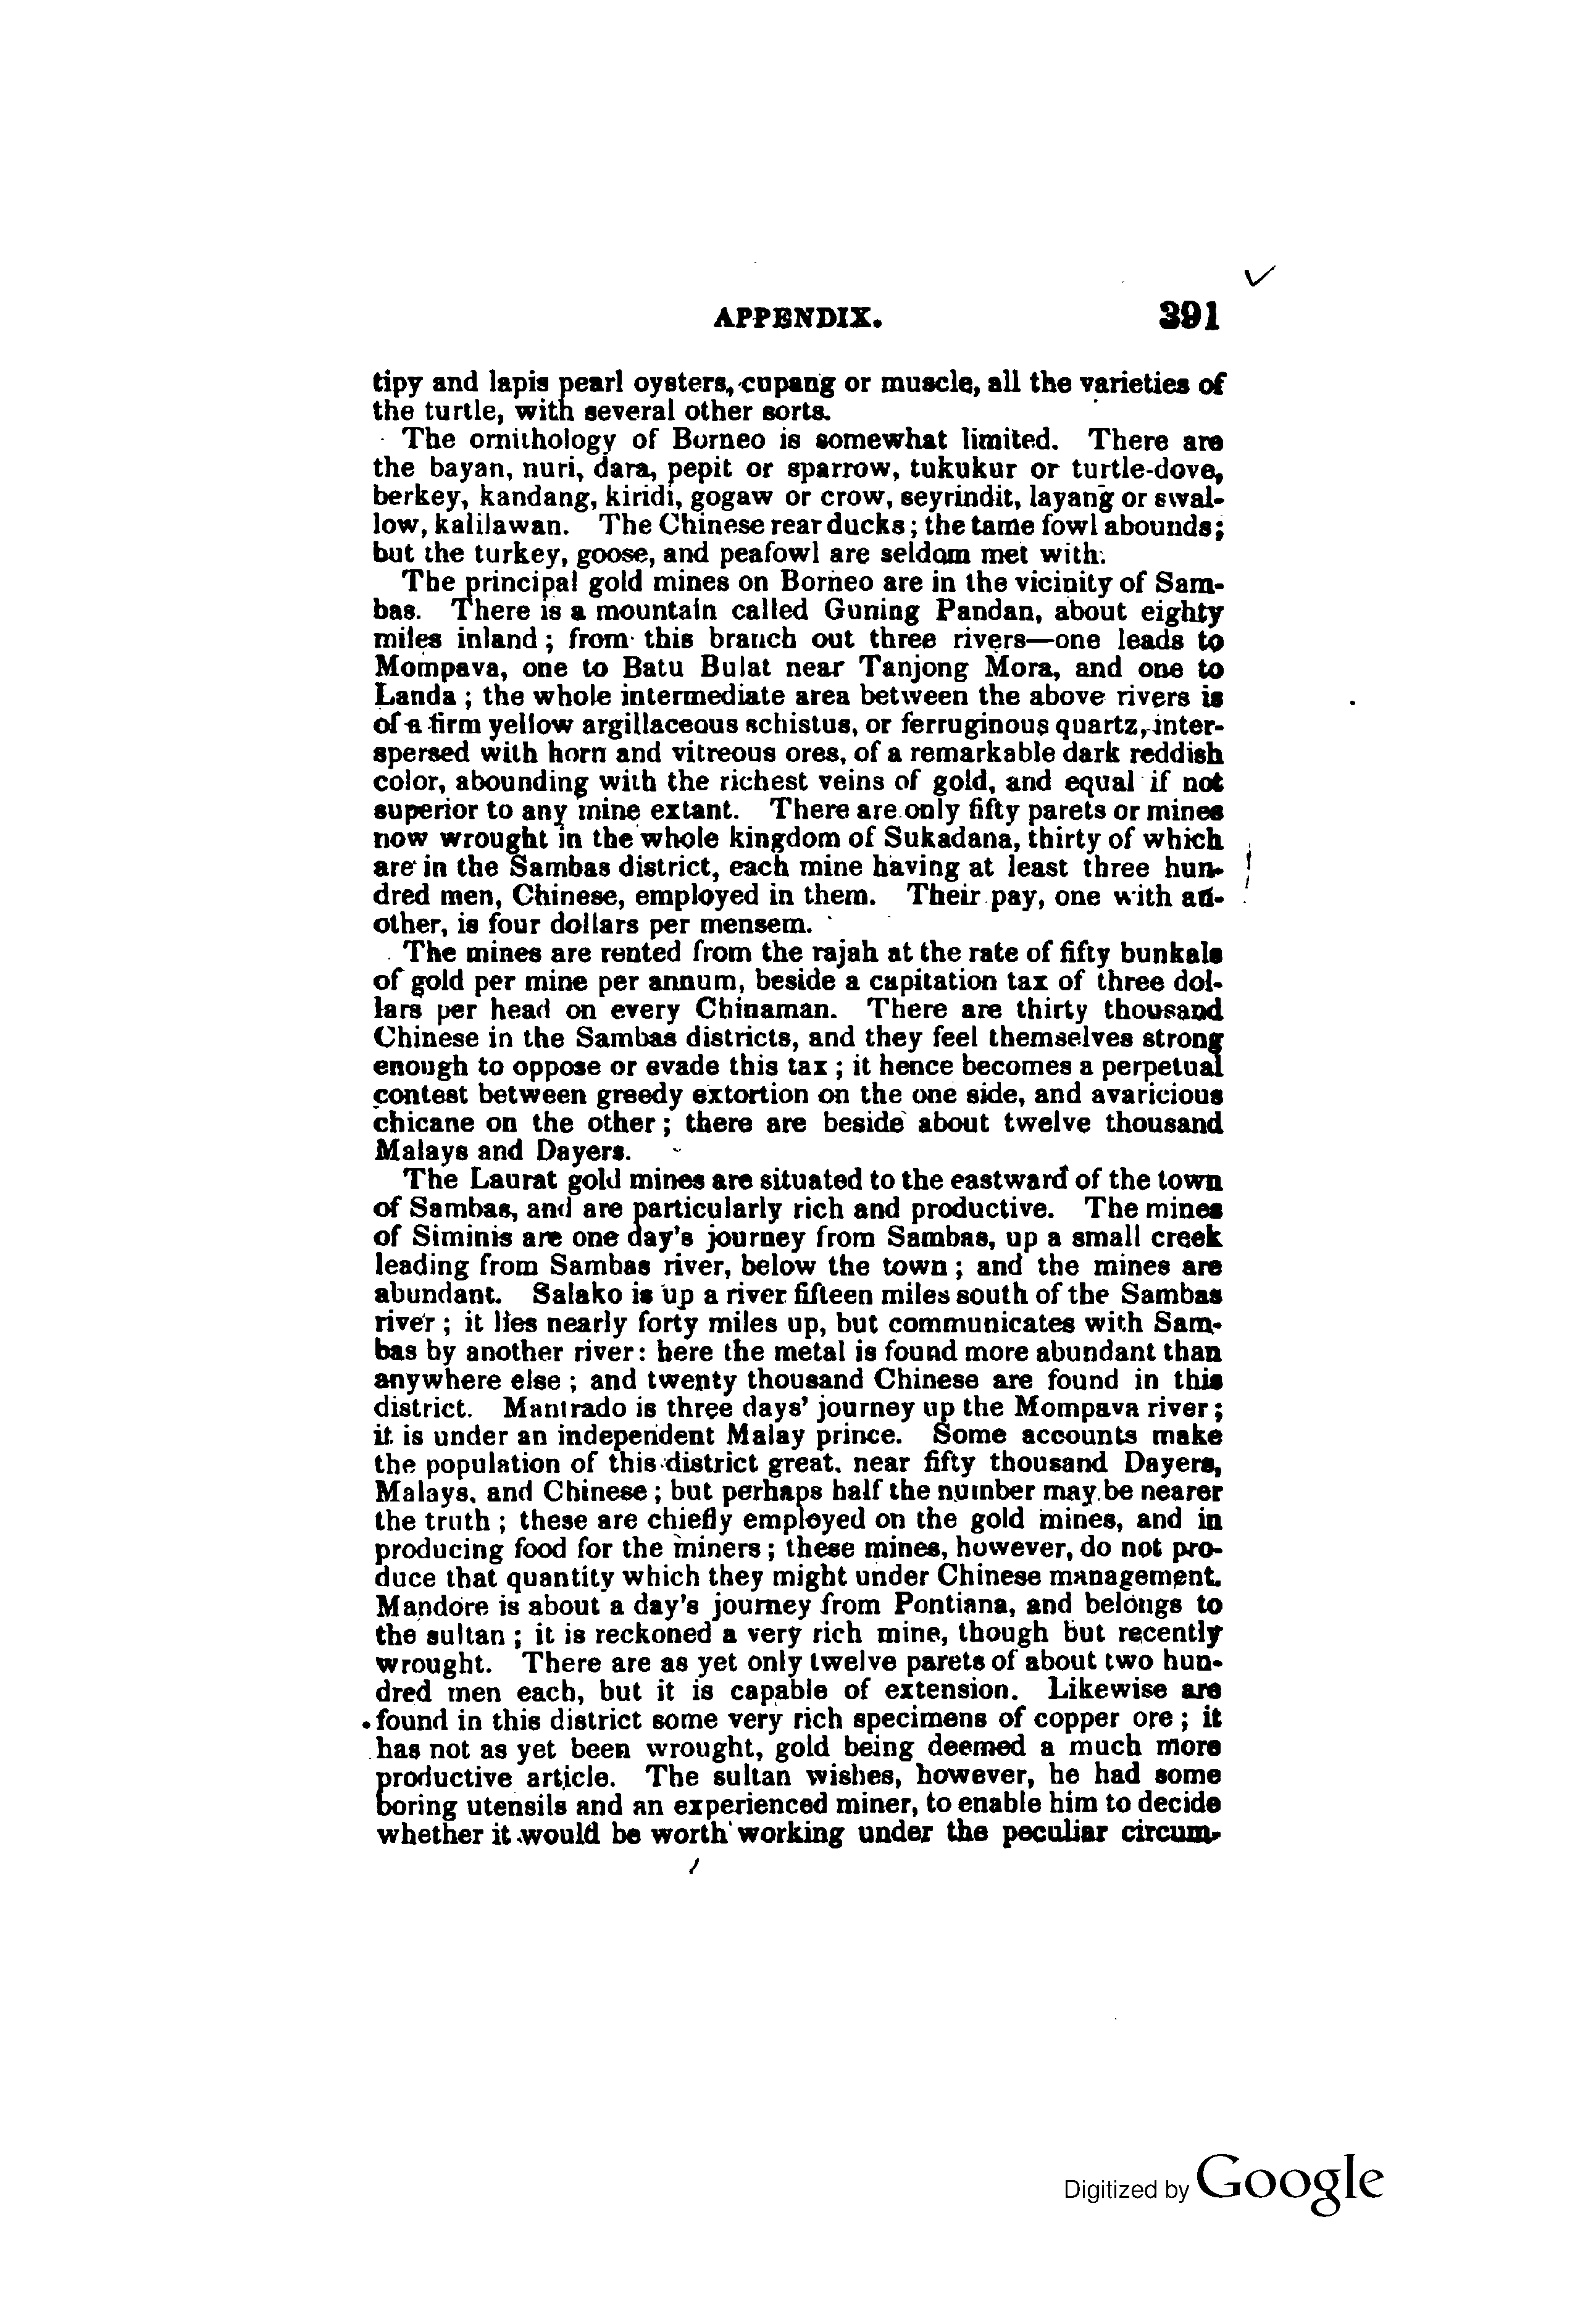 APPENDIX. 391
tipy and lapis pearl oysters, cupang or muscle, all the varieties of
the turtle, with several other sorts.
The ornithology of Borneo is somewhat limited. There are
the bayan, nuri, dara, pepit or sparrow, tukukur or turtle-dove,
berkey, kandang, kiridi, gogaw or crow, seyrindit, layang or swal-
low, kalilawan. The Chinese rear ducks; the tame fowl abounds;
but the turkey, goose, and peafowl are seldom met with.
The principal gold mines on Borneo are in the vicinity of Sam-
bas. There is a mountain called Guning Pandan, about eighty
miles inland; from this branch out three rivers—one leads to
Mompava, one to Batu Bulat near Tanjong Mora, and one to
Landa; the whole intermediate area between the above rivers is
of a firm yellow argillaceous schistus, or ferruginous quartz, inter-
spersed with horn and vitreous ores, of a remarkable dark reddish
color, abounding with the richest veins of gold, and equal if not
superior to any mine extant. There are only fifty parets or mines
now wrought in the whole kingdom of Sukadana, thirty of which
are in the Sambas district, each mine having at least three hun-
dred men, Chinese, employed in them. Their pay, one with an-
other, is four dollars per mensem.
The mines are rented from the rajah at the rate of fifty bunkals
of gold per mine per annum, beside a capitation tax of three dol-
lars per head on every Chinaman. There are thirty thousand
Chinese in the Sambas districts, and they feel themselves strong
enough to oppose or evade this tax; it hence becomes a perpetual
contest between greedy extortion on the one side, and avaricious
chicane on the other; there are beside about twelve thousand
Malays and Dayers.
The Laurat gold mines are situated to the eastward of the town
of Sambas, and are particularly rich and productive. The mines
of Siminis are one day's journey from Sambas, up a small creek
leading from Sambas river, below the town; and the mines are
abundant. Salako is up a river fifteen miles south of the Sambas
river; it lies nearly forty miles up, but communicates with Sam-
bas by another river: here the metal is found more abundant than
anywhere else; and twenty thousand Chinese are found in this
district. Mantrado is three days' journey up the Mompava river;
it is under an independent Malay prince. Some accounts make
the population of this district great, near fifty thousand Dayers,
Malays, and Chinese; but perhaps half the number may be nearer
the truth; these are chiefly employed on the gold mines, and in
producing food for the miners; these mines, however, do not pro-
duce that quantity which they might under Chinese management.
Mandore is about a day's journey from Pontiana, and belongs to
the sultan; it is reckoned a very rich mine, though but recently
wrought. There are as yet only twelve parets of about two hun-
dred men each, but it is capable of extension. Likewise are
found in this district some very rich specimens of copper ore; it
has not as yet been wrought, gold being deemed a much more
productive article. The sultan wishes, however, he had some
boring utensils and an experienced miner, to enable him to decide
whether it would be worth working under the peculiar circum-
Digitized by Google